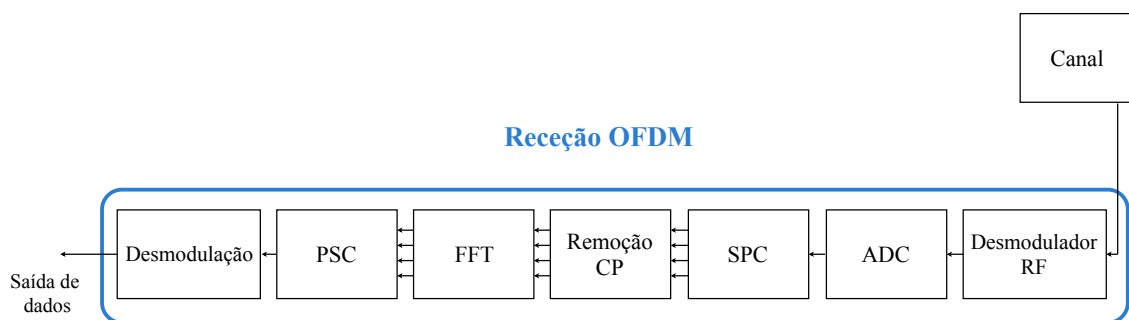 Canal
Receção OFDM
Desmodulação
PSC
FFT
Remoção
CP
SPC
ADC
Desmodulador
RF
Saída de
dados